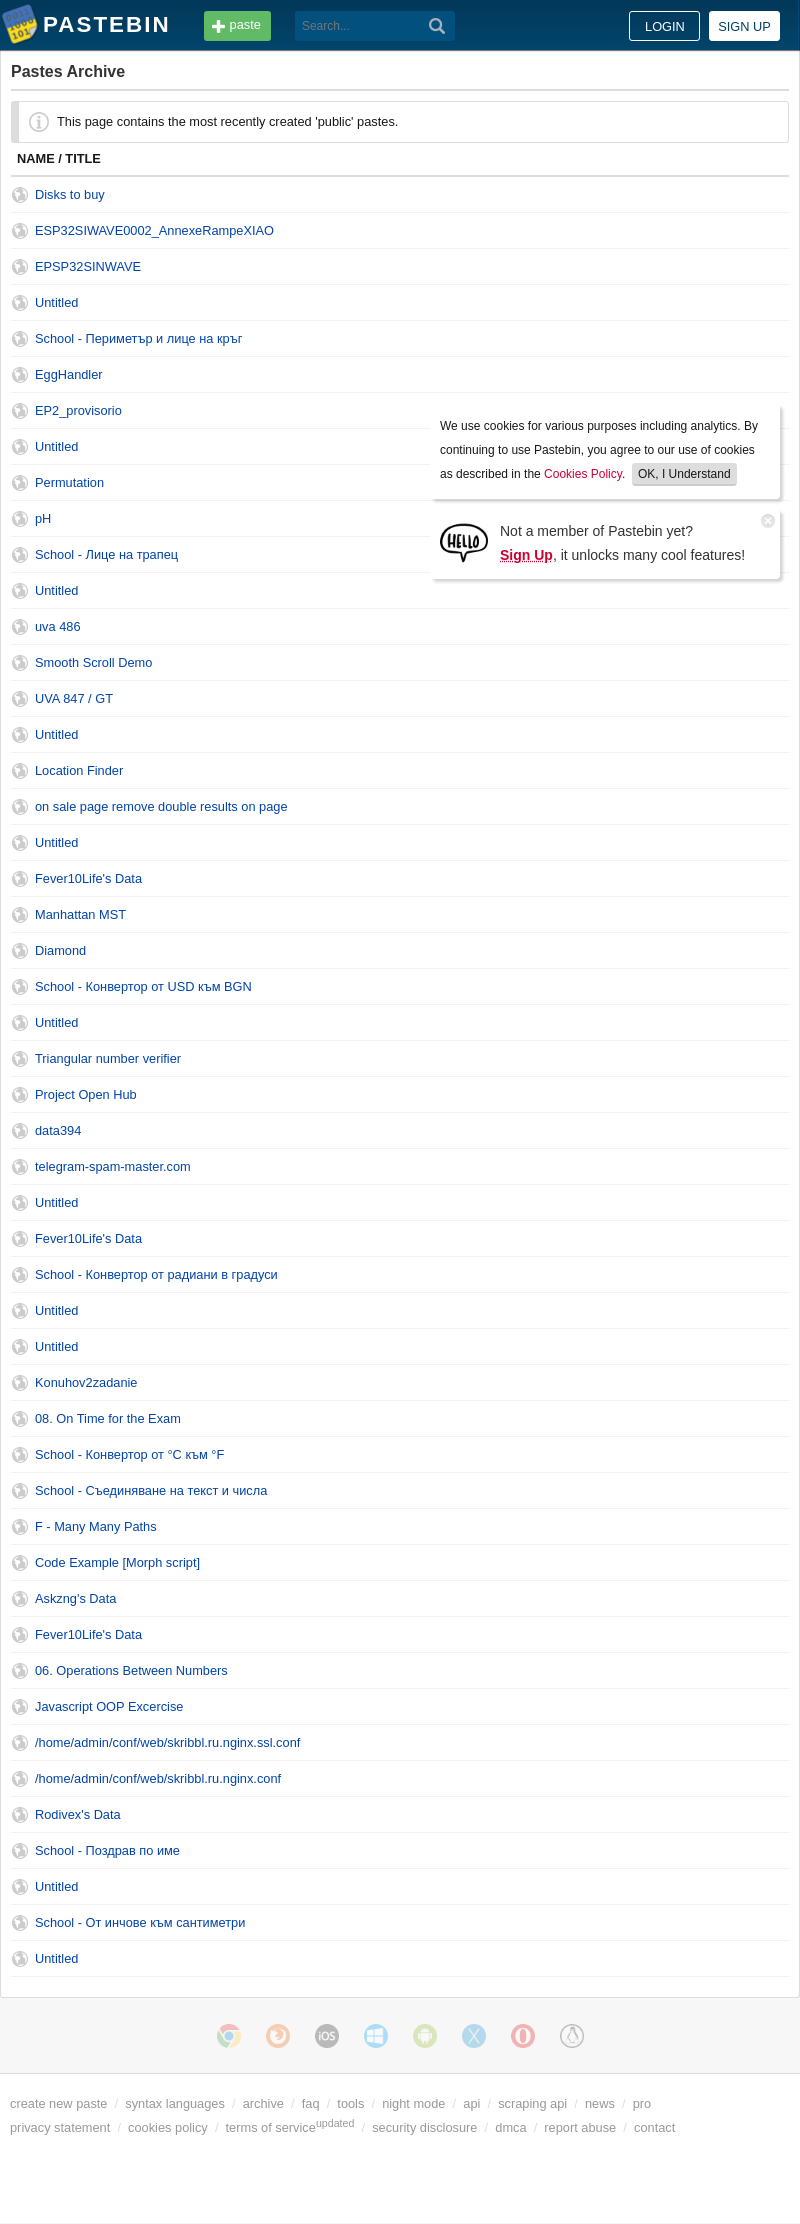 PASTEBIN
paste
Search...
LOGIN
SIGN UP
Pastes Archive
This page contains the most recently created 'public' pastes.
NAME / TITLE
Disks to buy
ESP32SIWAVE0002_AnnexeRampeXIAO
EPSP32SINWAVE
Untitled
School - Периметър и лице на кръг
EggHandler
EP2_provisorio
Untitled
Permutation
pH
School - Лице на трапец
We use cookies for various purposes including analytics. By
continuing to use Pastebin, you agree to our use of cookies
as described in the Cookies Policy. OK, I Understand
HELLO
Not a member of Pastebin yet?
Sign Up, it unlocks many cool features!
Untitled
uva 486
Smooth Scroll Demo
UVA 847 / GT
Untitled
Location Finder
on sale page remove double results on page
Untitled
Fever10Life's Data
Manhattan MST
Diamond
School - Конвертор от USD към BGN
Untitled
Triangular number verifier
Project Open Hub
data394
telegram-spam-master.com
Untitled
Fever10Life's Data
School - Конвертор от радиани в градуси
Untitled
Untitled
Konuhov2zadanie
08. On Time for the Exam
School - Конвертор от °C към °F
School - Съединяване на текст и числа
F - Many Many Paths
Code Example [Morph script]
Askzng's Data
Fever10Life's Data
06. Operations Between Numbers
Javascript OOP Excercise
/home/admin/conf/web/skribbl.ru.nginx.ssl.conf
/home/admin/conf/web/skribbl.ru.nginx.conf
Rodivex's Data
School - Поздрав по име
Untitled
School - От инчове към сантиметри
Untitled
iOS
create new paste / syntax languages / archive / faq / tools / night mode / api / scraping api / news / pro
privacy statement / cookies policy / terms of service updated / security disclosure / dmca / report abuse / contact